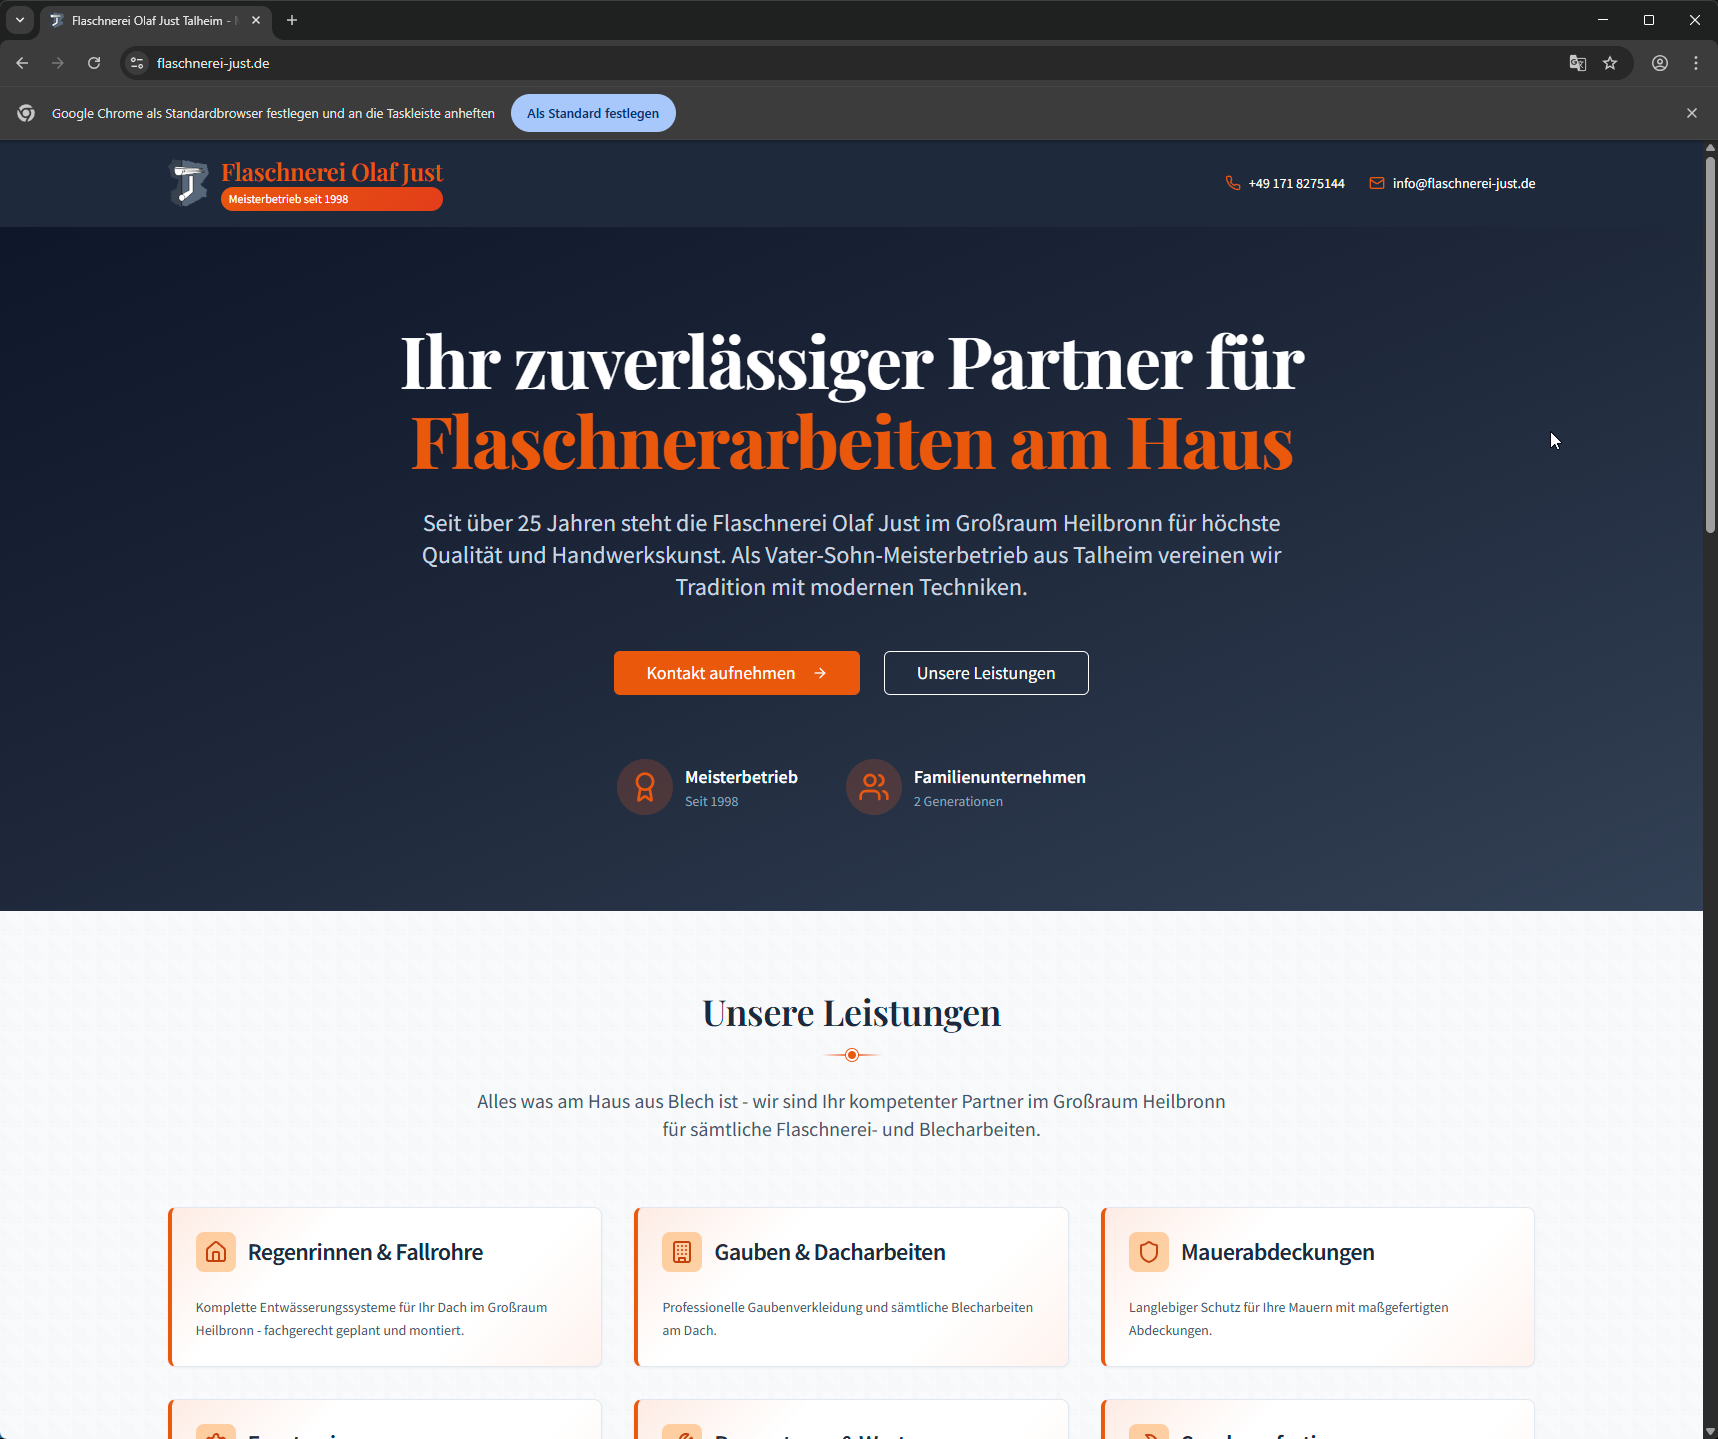 Flaschnerei Olaf Just Talheim -
flaschnerei-just.de
Google Chrome als Standardbrowser festlegen und an die Taskleiste anheften
Als Standard festlegen
Flaschnerei Olaf Just
Meisterbetrieb seit 1998
+49 171 8275144
info@flaschnerei-just.de
Ihr zuverlässiger Partner für
Flaschnerarbeiten am Haus
Seit über 25 Jahren steht die Flaschnerei Olaf Just im Großraum Heilbronn für höchste
Qualität und Handwerkskunst. Als Vater-Sohn-Meisterbetrieb aus Talheim vereinen wir
Tradition mit modernen Techniken.
Kontakt aufnehmen
Unsere Leistungen
Meisterbetrieb
Seit 1998
Familienunternehmen
2 Generationen
Unsere Leistungen
Alles was am Haus aus Blech ist - wir sind Ihr kompetenter Partner im Großraum Heilbronn
für sämtliche Flaschnerei- und Blecharbeiten.
Regenrinnen & Fallrohre
Komplette Entwässerungssysteme für Ihr Dach im Großraum
Heilbronn - fachgerecht geplant und montiert.
Gauben & Dacharbeiten
Professionelle Gaubenverkleidung und sämtliche Blecharbeiten
am Dach.
Mauerabdeckungen
Langlebiger Schutz für Ihre Mauern mit maßgefertigten
Abdeckungen.